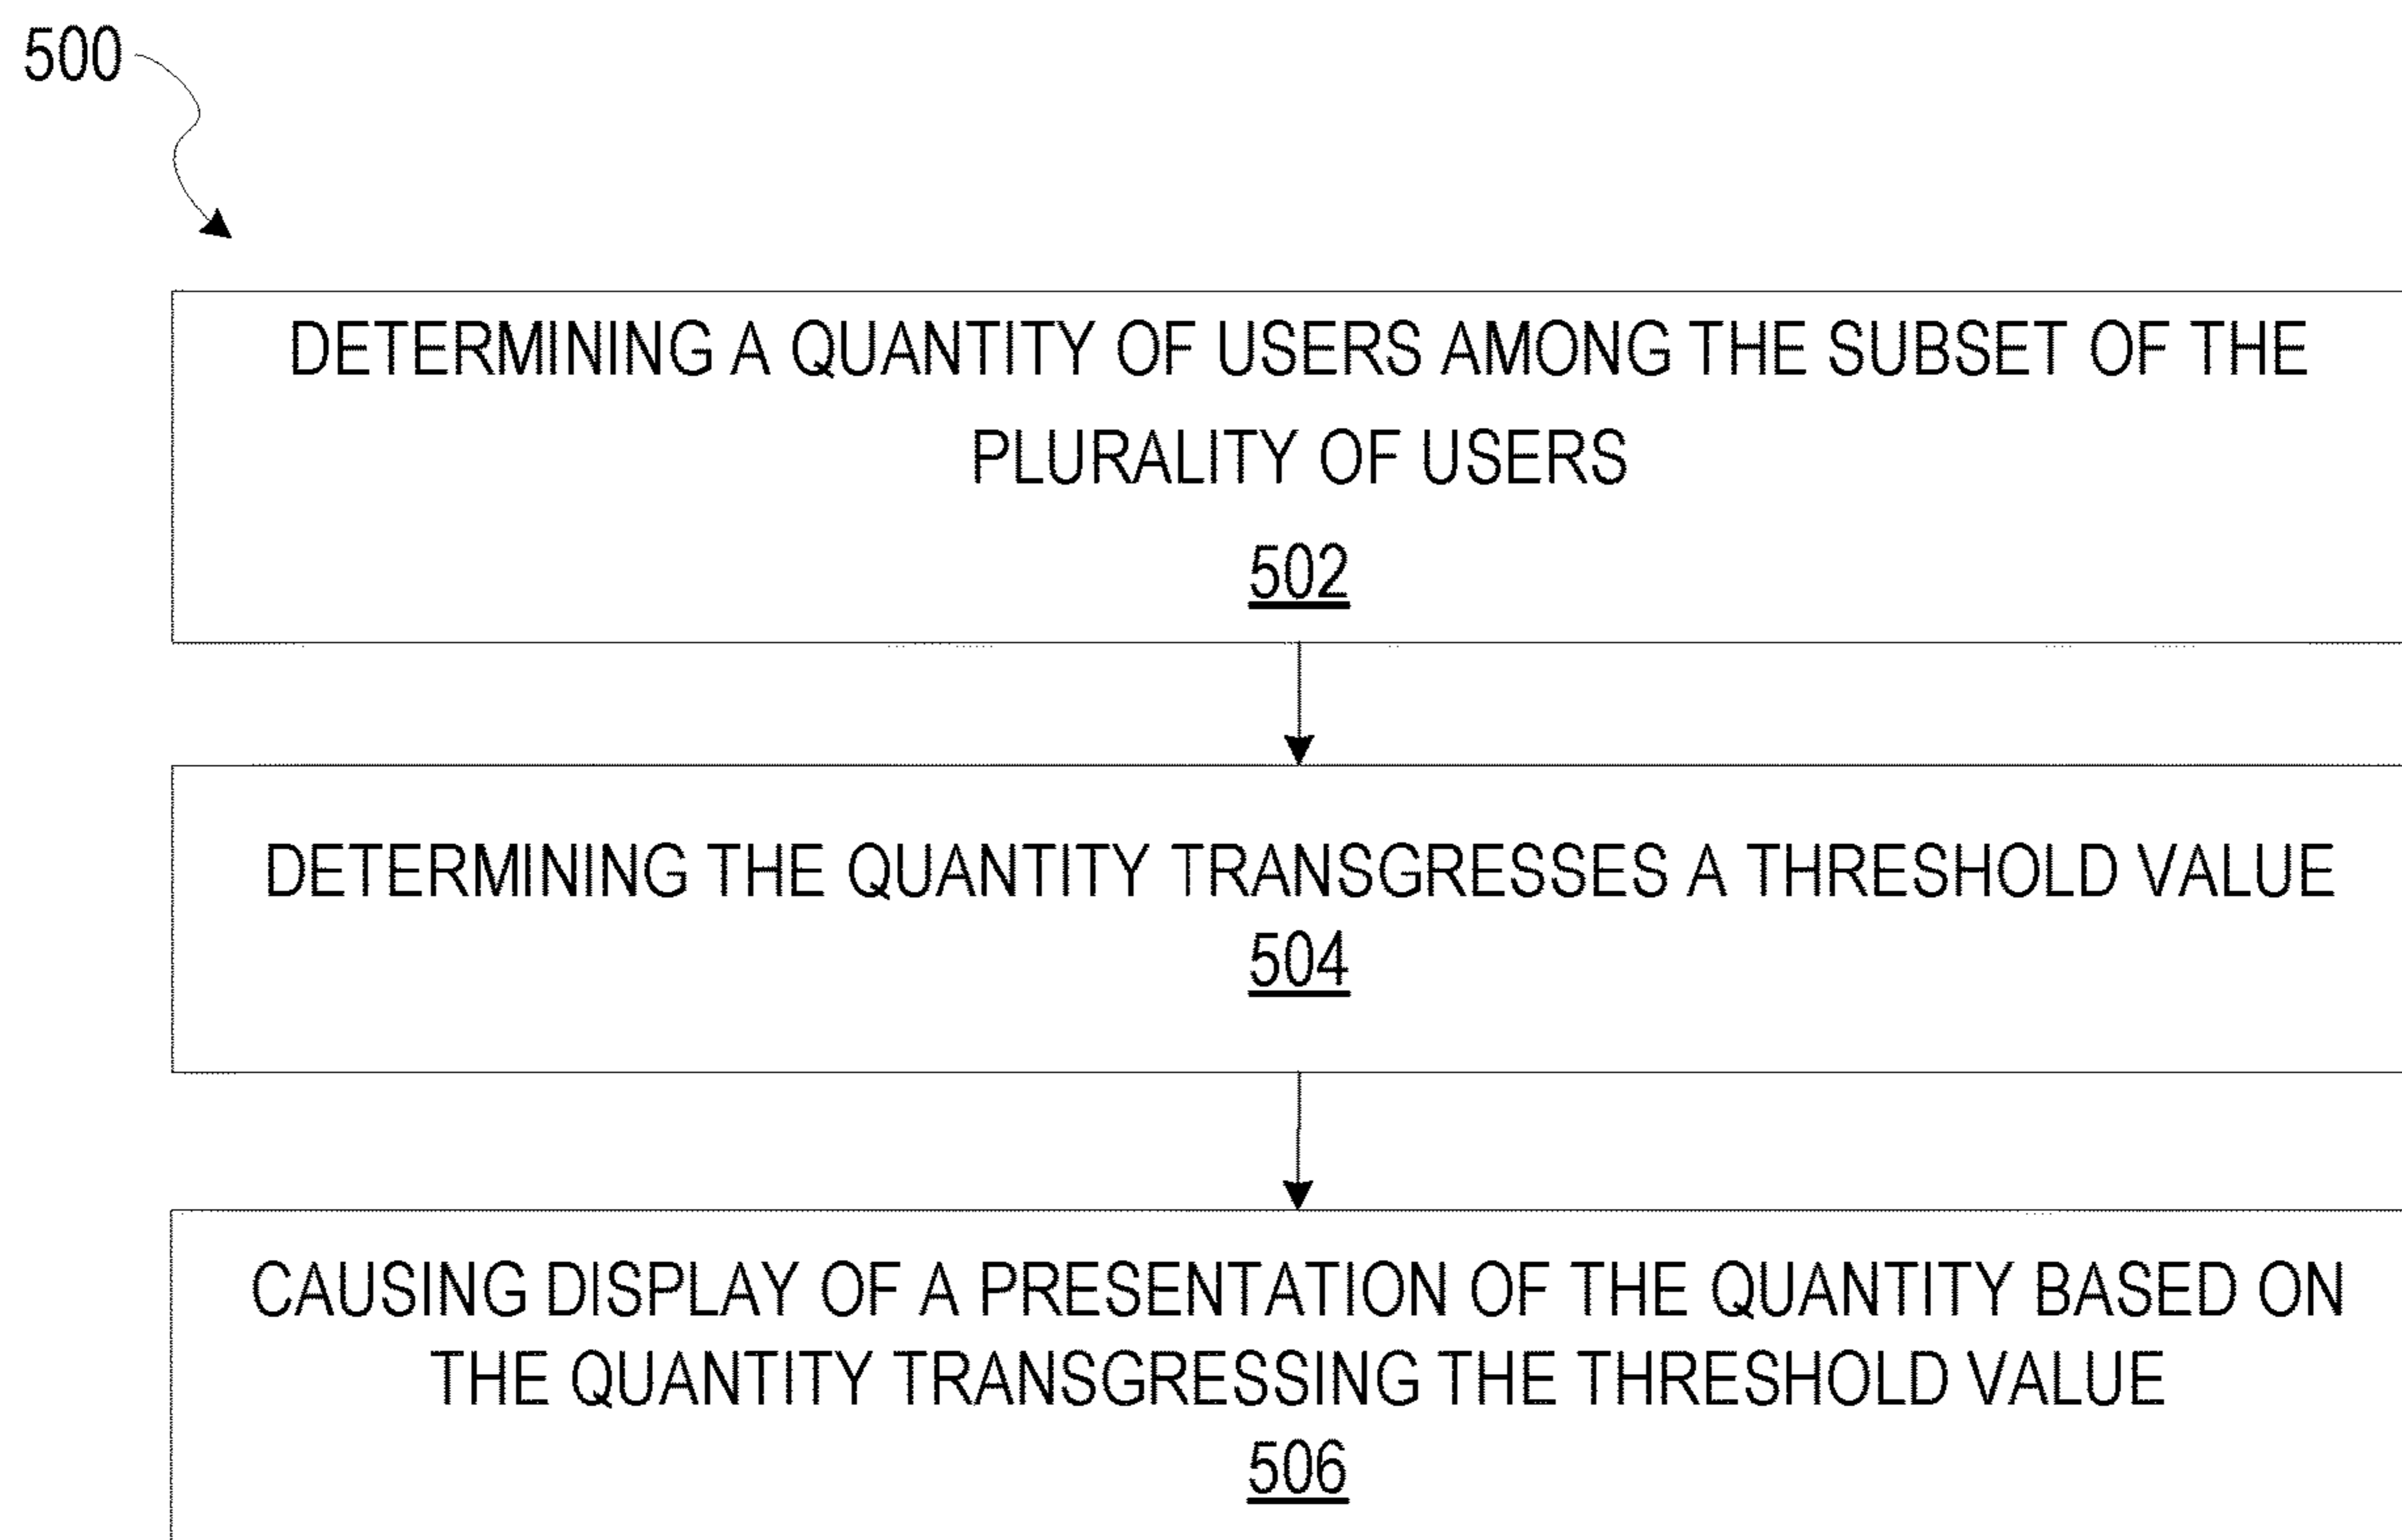 500
DETERMINING A QUANTITY OF USERS AMONG THE SUBSET OF THE
PLURALITY OF USERS
502
DETERMINING THE QUANTITY TRANSGRESSES A THRESHOLD VALUE
504
CAUSING DISPLAY OF A PRESENTATION OF THE QUANTITY BASED ON
THE QUANTITY TRANSGRESSING THE THRESHOLD VALUE
506